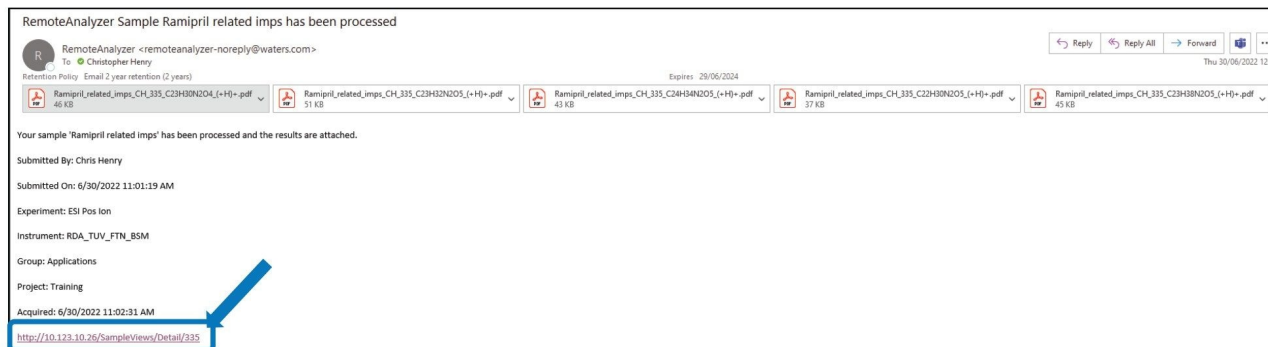 RemoteAnalyzer Sample Ramipril related imps has been processed
R
RemoteAnalyzer <remoteanalyzer-noreply@waters.com>
To Christopher Henry
Reply Reply All Forward
Thu 30/06/2022 12
Retention Policy Email 2 year retention (2 years) Expires 29/06/2024
Ramipril_related_imps_CH_335_C23H30N2O4_(+H)+.pdf
46 KB
Ramipril_related_imps_CH_335_C23H32N2O5_(+H)+.pdf
51 KB
Ramipril_related_imps_CH_335_C24H34N2O5_(+H)+.pdf
43 KB
Ramipril_related_imps_CH_335_C22H30N2O5_(+H)+.pdf
37 KB
Ramipril_related_imps_CH_335_C23H38N2O5_(+H)+.pdf
45 KB
Your sample 'Ramipril related imps' has been processed and the results are attached.
Submitted By: Chris Henry
Submitted On: 6/30/2022 11:01:19 AM
Experiment: ESI Pos Ion
Instrument: RDA_TUV_FTN_BSM
Group: Applications
Project: Training
Acquired: 6/30/2022 11:02:31 AM
http://10.123.10.26/SampleViews/Detail/335